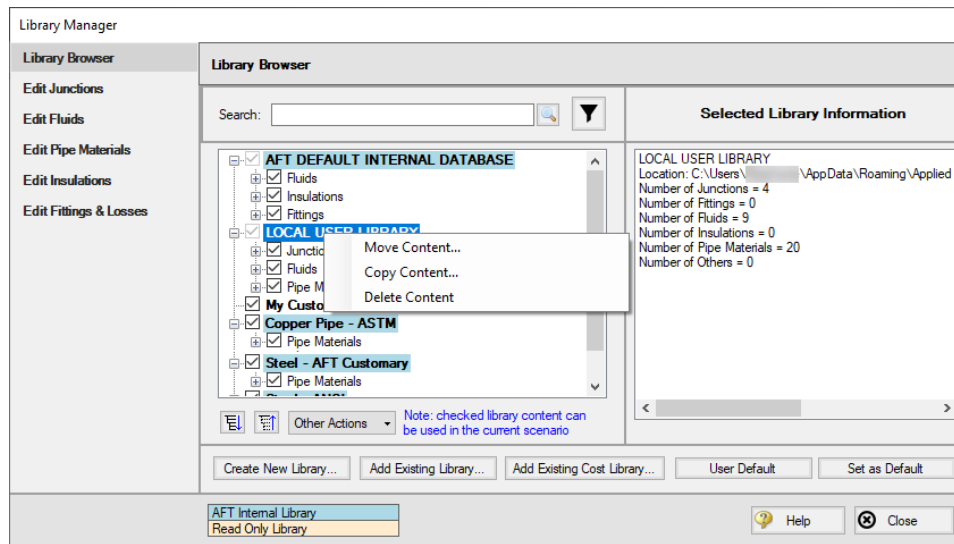 Library Manager
Library Browser
Edit Junctions
Edit Fluids
Edit Pipe Materials
Edit Insulations
Edit Fittings & Losses
Library Browser
Search:
AFT DEFAULT INTERNAL DATABASE
Fluids
Insulations
Fittings
LOCAL USER LIBRARY
Junctio
Fluids
Pipe M
My Custo
Copper Pipe - ASTM
Pipe Materials
Steel - AFT Customary
Pipe Materials
Move Content...
Copy Content...
Delete Content
Other Actions
Note: checked library content can
be used in the current scenario
Selected Library Information
LOCAL USER LIBRARY
Location: C:\Users\ \AppData\Roaming\Applied
Number of Junctions = 4
Number of Fittings = 0
Number of Fluids = 9
Number of Insulations = 0
Number of Pipe Materials = 20
Number of Others = 0
Create New Library...
Add Existing Library...
Add Existing Cost Library...
User Default
Set as Default
AFT Internal Library
Read Only Library
Help
Close